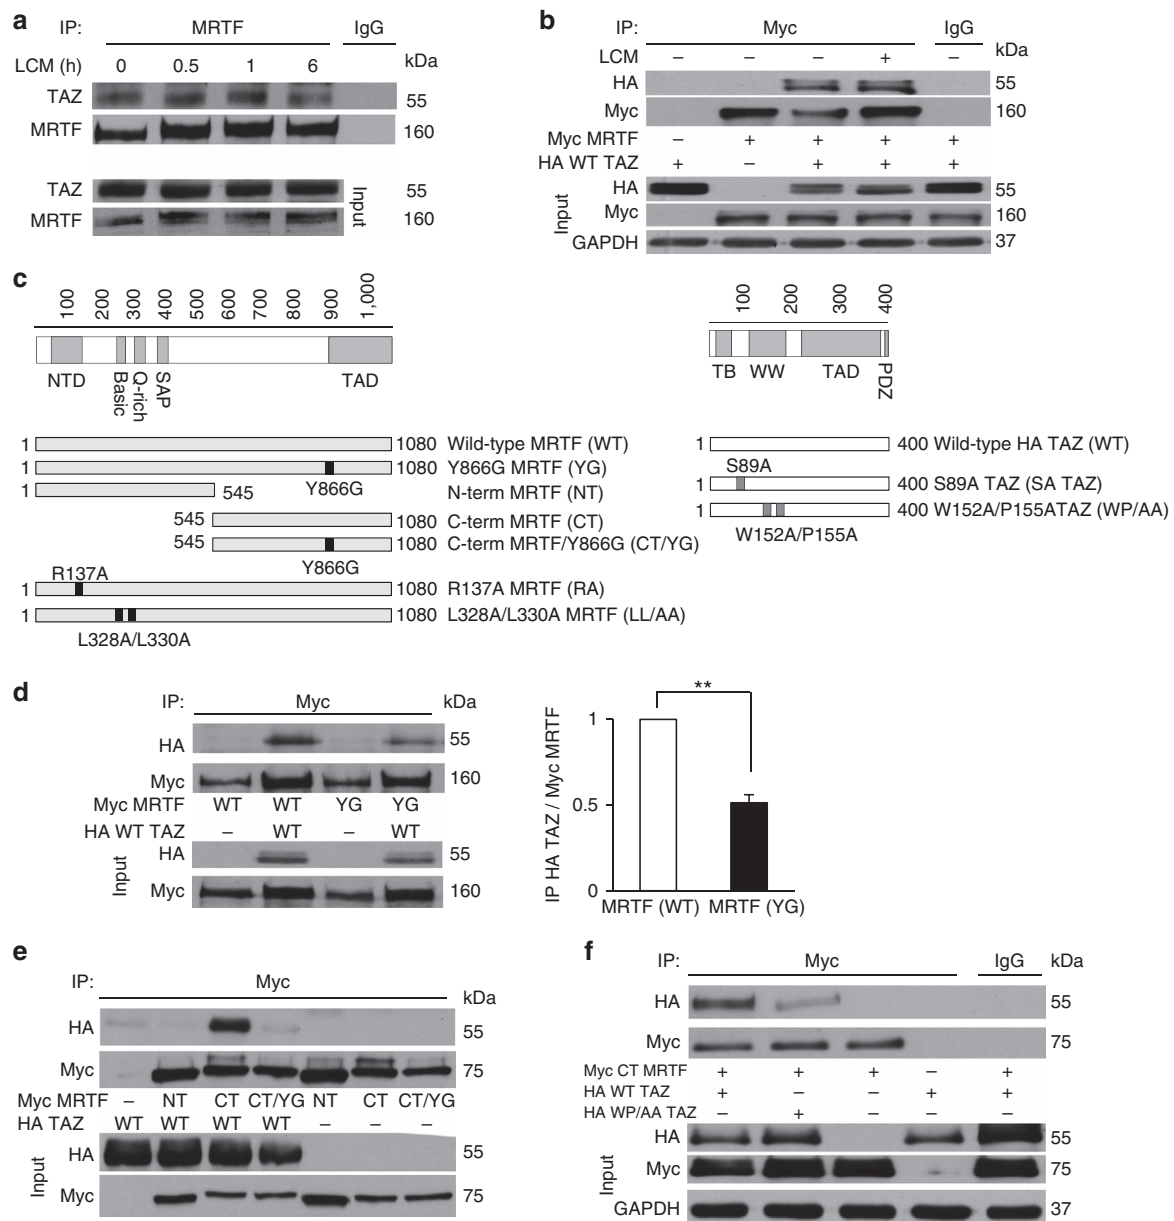 a
IP: MRTF IgG
LCM (h) 0 0.5 1 6 kDa
TAZ 55
MRTF 160
TAZ 55
MRTF 160
Input
b
IP: Myc IgG
LCM – – – + – kDa
HA 55
Myc 160
Myc MRTF – + + + +
HA WT TAZ + – + + +
HA 55
Myc 160
GAPDH 37
Input
c
100 200 300 400 500 600 700 800 900 1,000
NTD Basic Q-rich SAP TAD
1 1080 Wild-type MRTF (WT)
1 1080 Y866G MRTF (YG)
Y866G
1 545 N-term MRTF (NT)
545 1080 C-term MRTF (CT)
545 1080 C-term MRTF/Y866G (CT/YG)
Y866G
R137A
1 1080 R137A MRTF (RA)
1 1080 L328A/L330A MRTF (LL/AA)
L328A/L330A
100 200 300 400
TB WW TAD PDZ
1 400 Wild-type HA TAZ (WT)
S89A
1 400 S89A TAZ (SA TAZ)
1 400 W152A/P155ATAZ (WP/AA)
W152A/P155A
d
IP: Myc kDa
HA 55
Myc 160
Myc MRTF WT WT YG YG
HA WT TAZ – WT – WT
HA 55
Myc 160
Input
IP HA TAZ / Myc MRTF
**
1
0.5
0
MRTF (WT) MRTF (YG)
e
IP: Myc
kDa
HA 55
Myc 75
Myc MRTF – NT CT CT/YG NT CT CT/YG
HA TAZ WT WT WT WT – – –
HA 55
Myc 75
Input
f
IP: Myc IgG kDa
HA 55
Myc 75
Myc CT MRTF + + + – +
HA WT TAZ + – – + +
HA WP/AA TAZ – + – – –
HA 55
Myc 75
GAPDH 37
Input